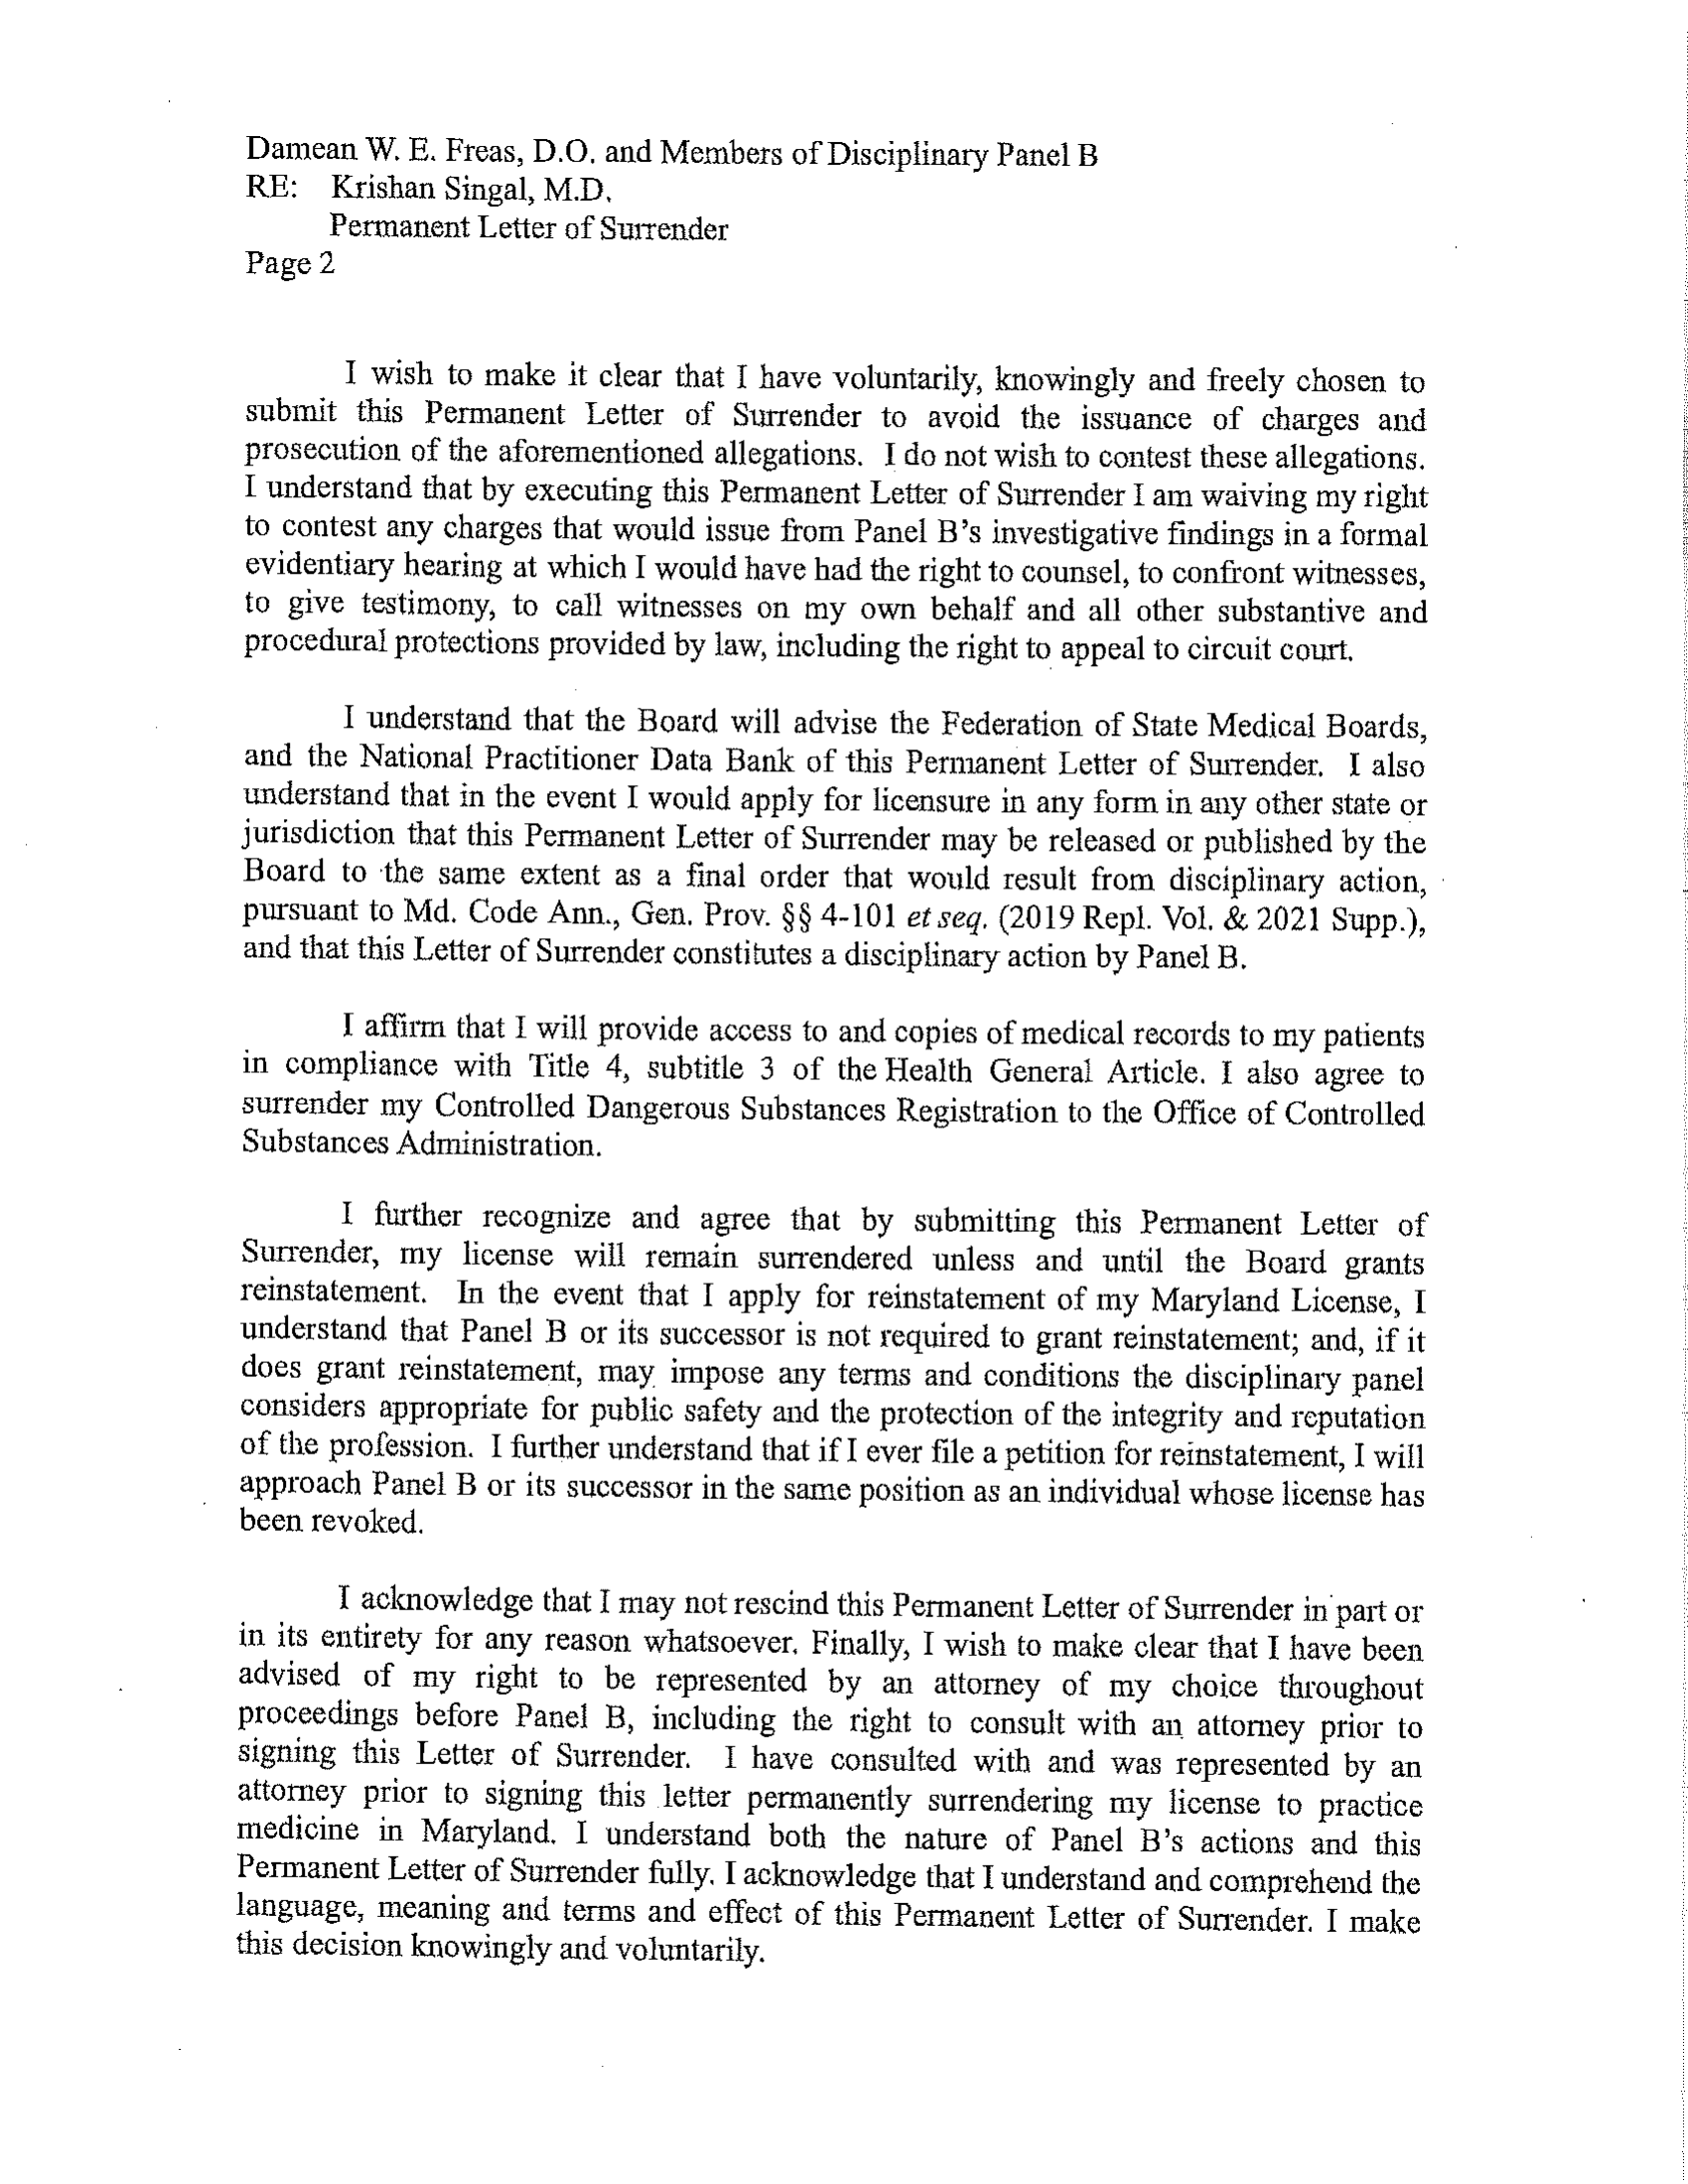 Damean W. E. Freas, D.O. and Members of Disciplinary Panel B
RE: Krishan Singal, M.D.
Permanent Letter of Surrender
Page 2
I wish to make it clear that I have voluntarily, knowingly and freely chosen to
submit this Permanent Letter of Surrender to avoid the issuance of charges and
prosecution of the aforementioned allegations. I do not wish to contest these allegations.
I understand that by executing this Permanent Letter of Surrender I am waiving my right
to contest any charges that would issue from Panel B's investigative findings in a formal
evidentiary hearing at which I would have had the right to counsel, to confront witnesses,
to give testimony, to call witnesses on my own behalf and all other substantive and
procedural protections provided by law, including the right to appeal to circuit court.
I understand that the Board will advise the Federation of State Medical Boards,
and the National Practitioner Data Bank of this Permanent Letter of Surrender. I also
understand that in the event I would apply for licensure in any form in any other state or
jurisdiction that this Permanent Letter of Surrender may be released or published by the
Board to the same extent as a final order that would result from disciplinary action,
pursuant to Md. Code Ann., Gen. Prov. §§ 4-101 et seq. (2019 Repl. Vol. & 2021 Supp.),
and that this Letter of Surrender constitutes a disciplinary action by Panel B.
I affirm that I will provide access to and copies of medical records to my patients
in compliance with Title 4, subtitle 3 of the Health General Article. I also agree to
surrender my Controlled Dangerous Substances Registration to the Office of Controlled
Substances Administration.
I further recognize and agree that by submitting this Permanent Letter of
Surrender, my license will remain surrendered unless and until the Board grants
reinstatement. In the event that I apply for reinstatement of my Maryland License, I
understand that Panel B or its successor is not required to grant reinstatement; and, if it
does grant reinstatement, may impose any terms and conditions the disciplinary panel
considers appropriate for public safety and the protection of the integrity and reputation
of the profession. I further understand that if I ever file a petition for reinstatement, I will
approach Panel B or its successor in the same position as an individual whose license has
been revoked.
I acknowledge that I may not rescind this Permanent Letter of Surrender in part or
in its entirety for any reason whatsoever. Finally, I wish to make clear that I have been
advised of my right to be represented by an attorney of my choice throughout
proceedings before Panel B, including the right to consult with an attorney prior to
signing this Letter of Surrender. I have consulted with and was represented by an
attorney prior to signing this letter permanently surrendering my license to practice
medicine in Maryland. I understand both the nature of Panel B's actions and this
Permanent Letter of Surrender fully. I acknowledge that I understand and comprehend the
language, meaning and terms and effect of this Permanent Letter of Surrender. I make
this decision knowingly and voluntarily.